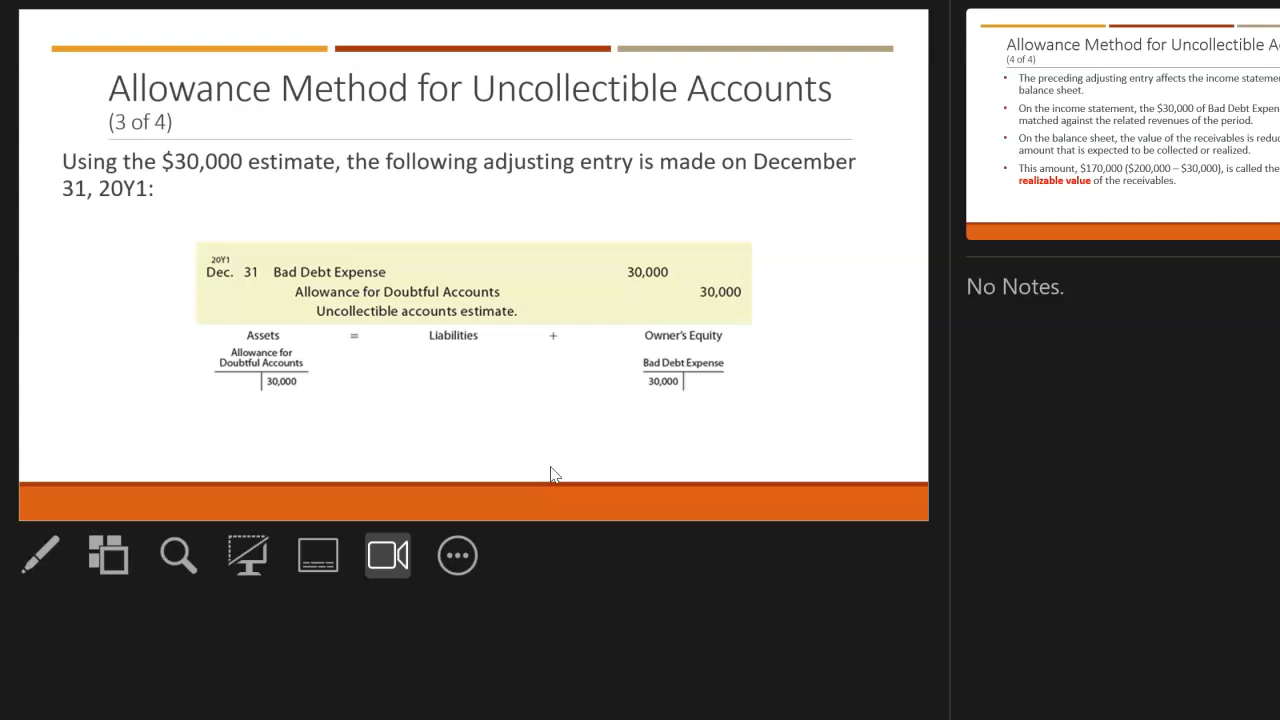 Allowance Method for Uncollectible Accounts
(3 of 4)
Using the $30,000 estimate, the following adjusting entry is made on December
31, 20Y1:
20Y1
Dec. 31 Bad Debt Expense 30,000
Allowance for Doubtful Accounts 30,000
Uncollectible accounts estimate.
Assets = Liabilities + Owner's Equity
Allowance for
Doubtful Accounts Bad Debt Expense
30,000 30,000
Allowance Method for Uncollectible A
(4 of 4)
• The preceding adjusting entry affects the income stateme
balance sheet.
• On the income statement, the $30,000 of Bad Debt Expen
matched against the related revenues of the period.
• On the balance sheet, the value of the receivables is redu
amount that is expected to be collected or realized.
• This amount, $170,000 ($200,000 – $30,000), is called the
realizable value of the receivables.
No Notes.